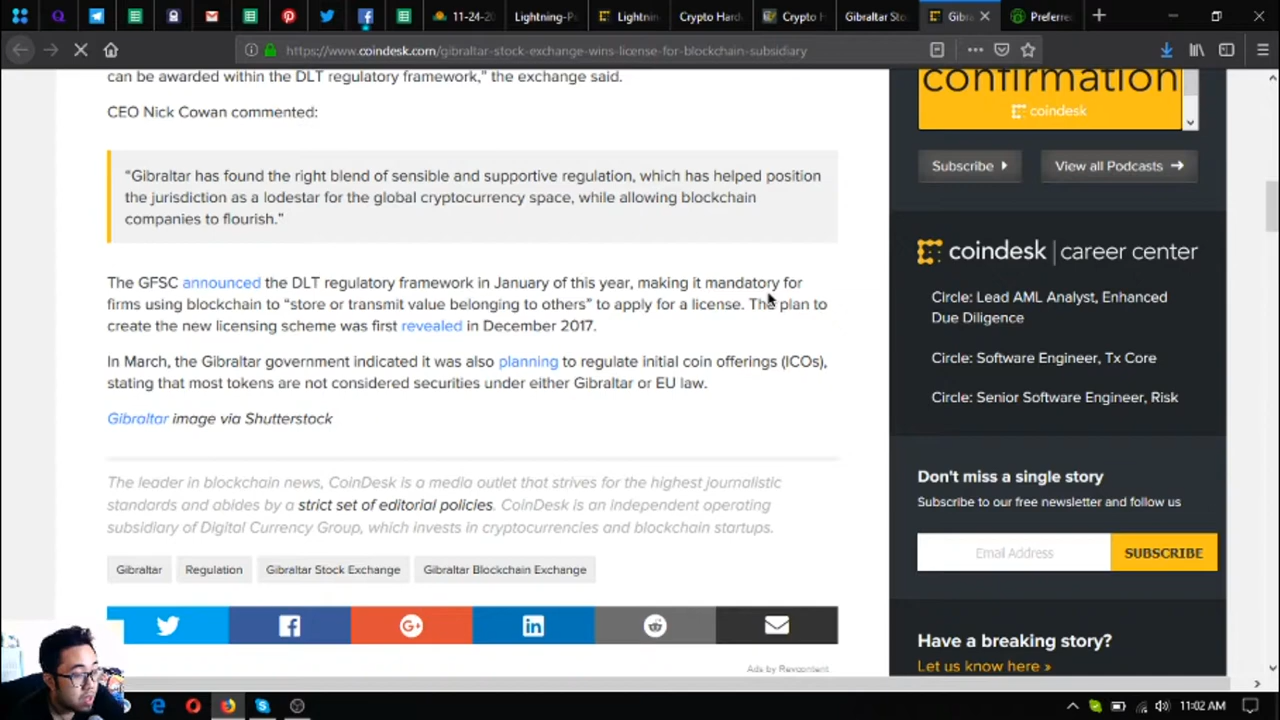 11-24-20
Lightning-P
Lightnin
Crypto Hard
Crypto H
Gibraltar Sto
Gibra
Preferre
https://www.coindesk.com/gibraltar-stock-exchange-wins-license-for-blockchain-subsidiary
can be awarded within the DLT regulatory framework," the exchange said.
CEO Nick Cowan commented:
“Gibraltar has found the right blend of sensible and supportive regulation, which has helped position
the jurisdiction as a lodestar for the global cryptocurrency space, while allowing blockchain
companies to flourish.”
The GFSC announced the DLT regulatory framework in January of this year, making it mandatory for
firms using blockchain to “store or transmit value belonging to others” to apply for a license. The plan to
create the new licensing scheme was first revealed in December 2017.
In March, the Gibraltar government indicated it was also planning to regulate initial coin offerings (ICOs),
stating that most tokens are not considered securities under either Gibraltar or EU law.
Gibraltar image via Shutterstock
The leader in blockchain news, CoinDesk is a media outlet that strives for the highest journalistic
standards and abides by a strict set of editorial policies. CoinDesk is an independent operating
subsidiary of Digital Currency Group, which invests in cryptocurrencies and blockchain startups.
Gibraltar
Regulation
Gibraltar Stock Exchange
Gibraltar Blockchain Exchange
Ads by Revcontent
confirmation
coindesk
Subscribe
View all Podcasts
coindesk | career center
Circle: Lead AML Analyst, Enhanced
Due Diligence
Circle: Software Engineer, Tx Core
Circle: Senior Software Engineer, Risk
Don't miss a single story
Subscribe to our free newsletter and follow us
Email Address
SUBSCRIBE
Have a breaking story?
Let us know here »
11:02 AM